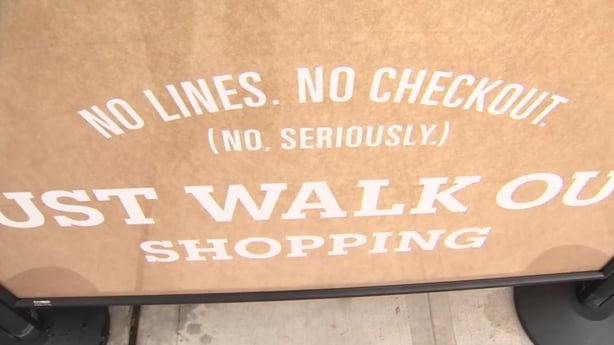 NO LINES. NO CHECKOUT.
(NO, SERIOUSLY.)
UST WALK OU
SHOPPING